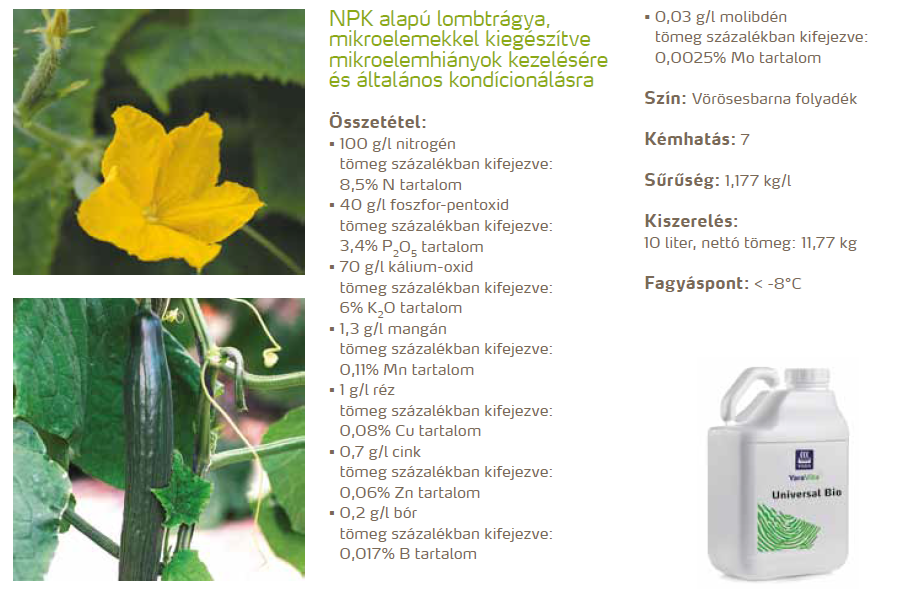 NPK alapú lombtrágya,
mikroelemekkel kiegészítve
mikroelemhiányok kezelésére
és általános kondícionálásra
Összetétel:
▪ 100 g/l nitrogén
tömeg százalékban kifejezve:
8,5% N tartalom
▪ 40 g/l foszfor-pentoxid
tömeg százalékban kifejezve:
3,4% P₂O₅ tartalom
▪ 70 g/l kálium-oxid
tömeg százalékban kifejezve:
6% K₂O tartalom
▪ 1,3 g/l mangán
tömeg százalékban kifejezve:
0,11% Mn tartalom
▪ 1 g/l réz
tömeg százalékban kifejezve:
0,08% Cu tartalom
▪ 0,7 g/l cink
tömeg százalékban kifejezve:
0,06% Zn tartalom
▪ 0,2 g/l bór
tömeg százalékban kifejezve:
0,017% B tartalom
▪ 0,03 g/l molibdén
tömeg százalékban kifejezve:
0,0025% Mo tartalom
Szín: Vörösesbarna folyadék
Kémhatás: 7
Sűrűség: 1,177 kg/l
Kiszerelés:
10 liter, nettó tömeg: 11,77 kg
Fagyáspont: < -8°C
YARA
YaraVita
Universal Bio